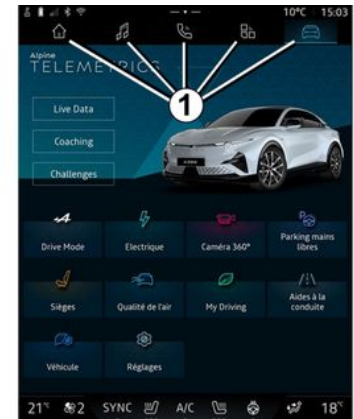 10°C 15:03
Alpine
TELEMETRICS
1
Live Data
Coaching
Challenges
Drive Mode
Electrique
Caméra 360°
Parking mains
libres
Sièges
Qualité de l'air
My Driving
Aides à la
conduite
Véhicule
Réglages
21°C 2 SYNC A/C 18°C